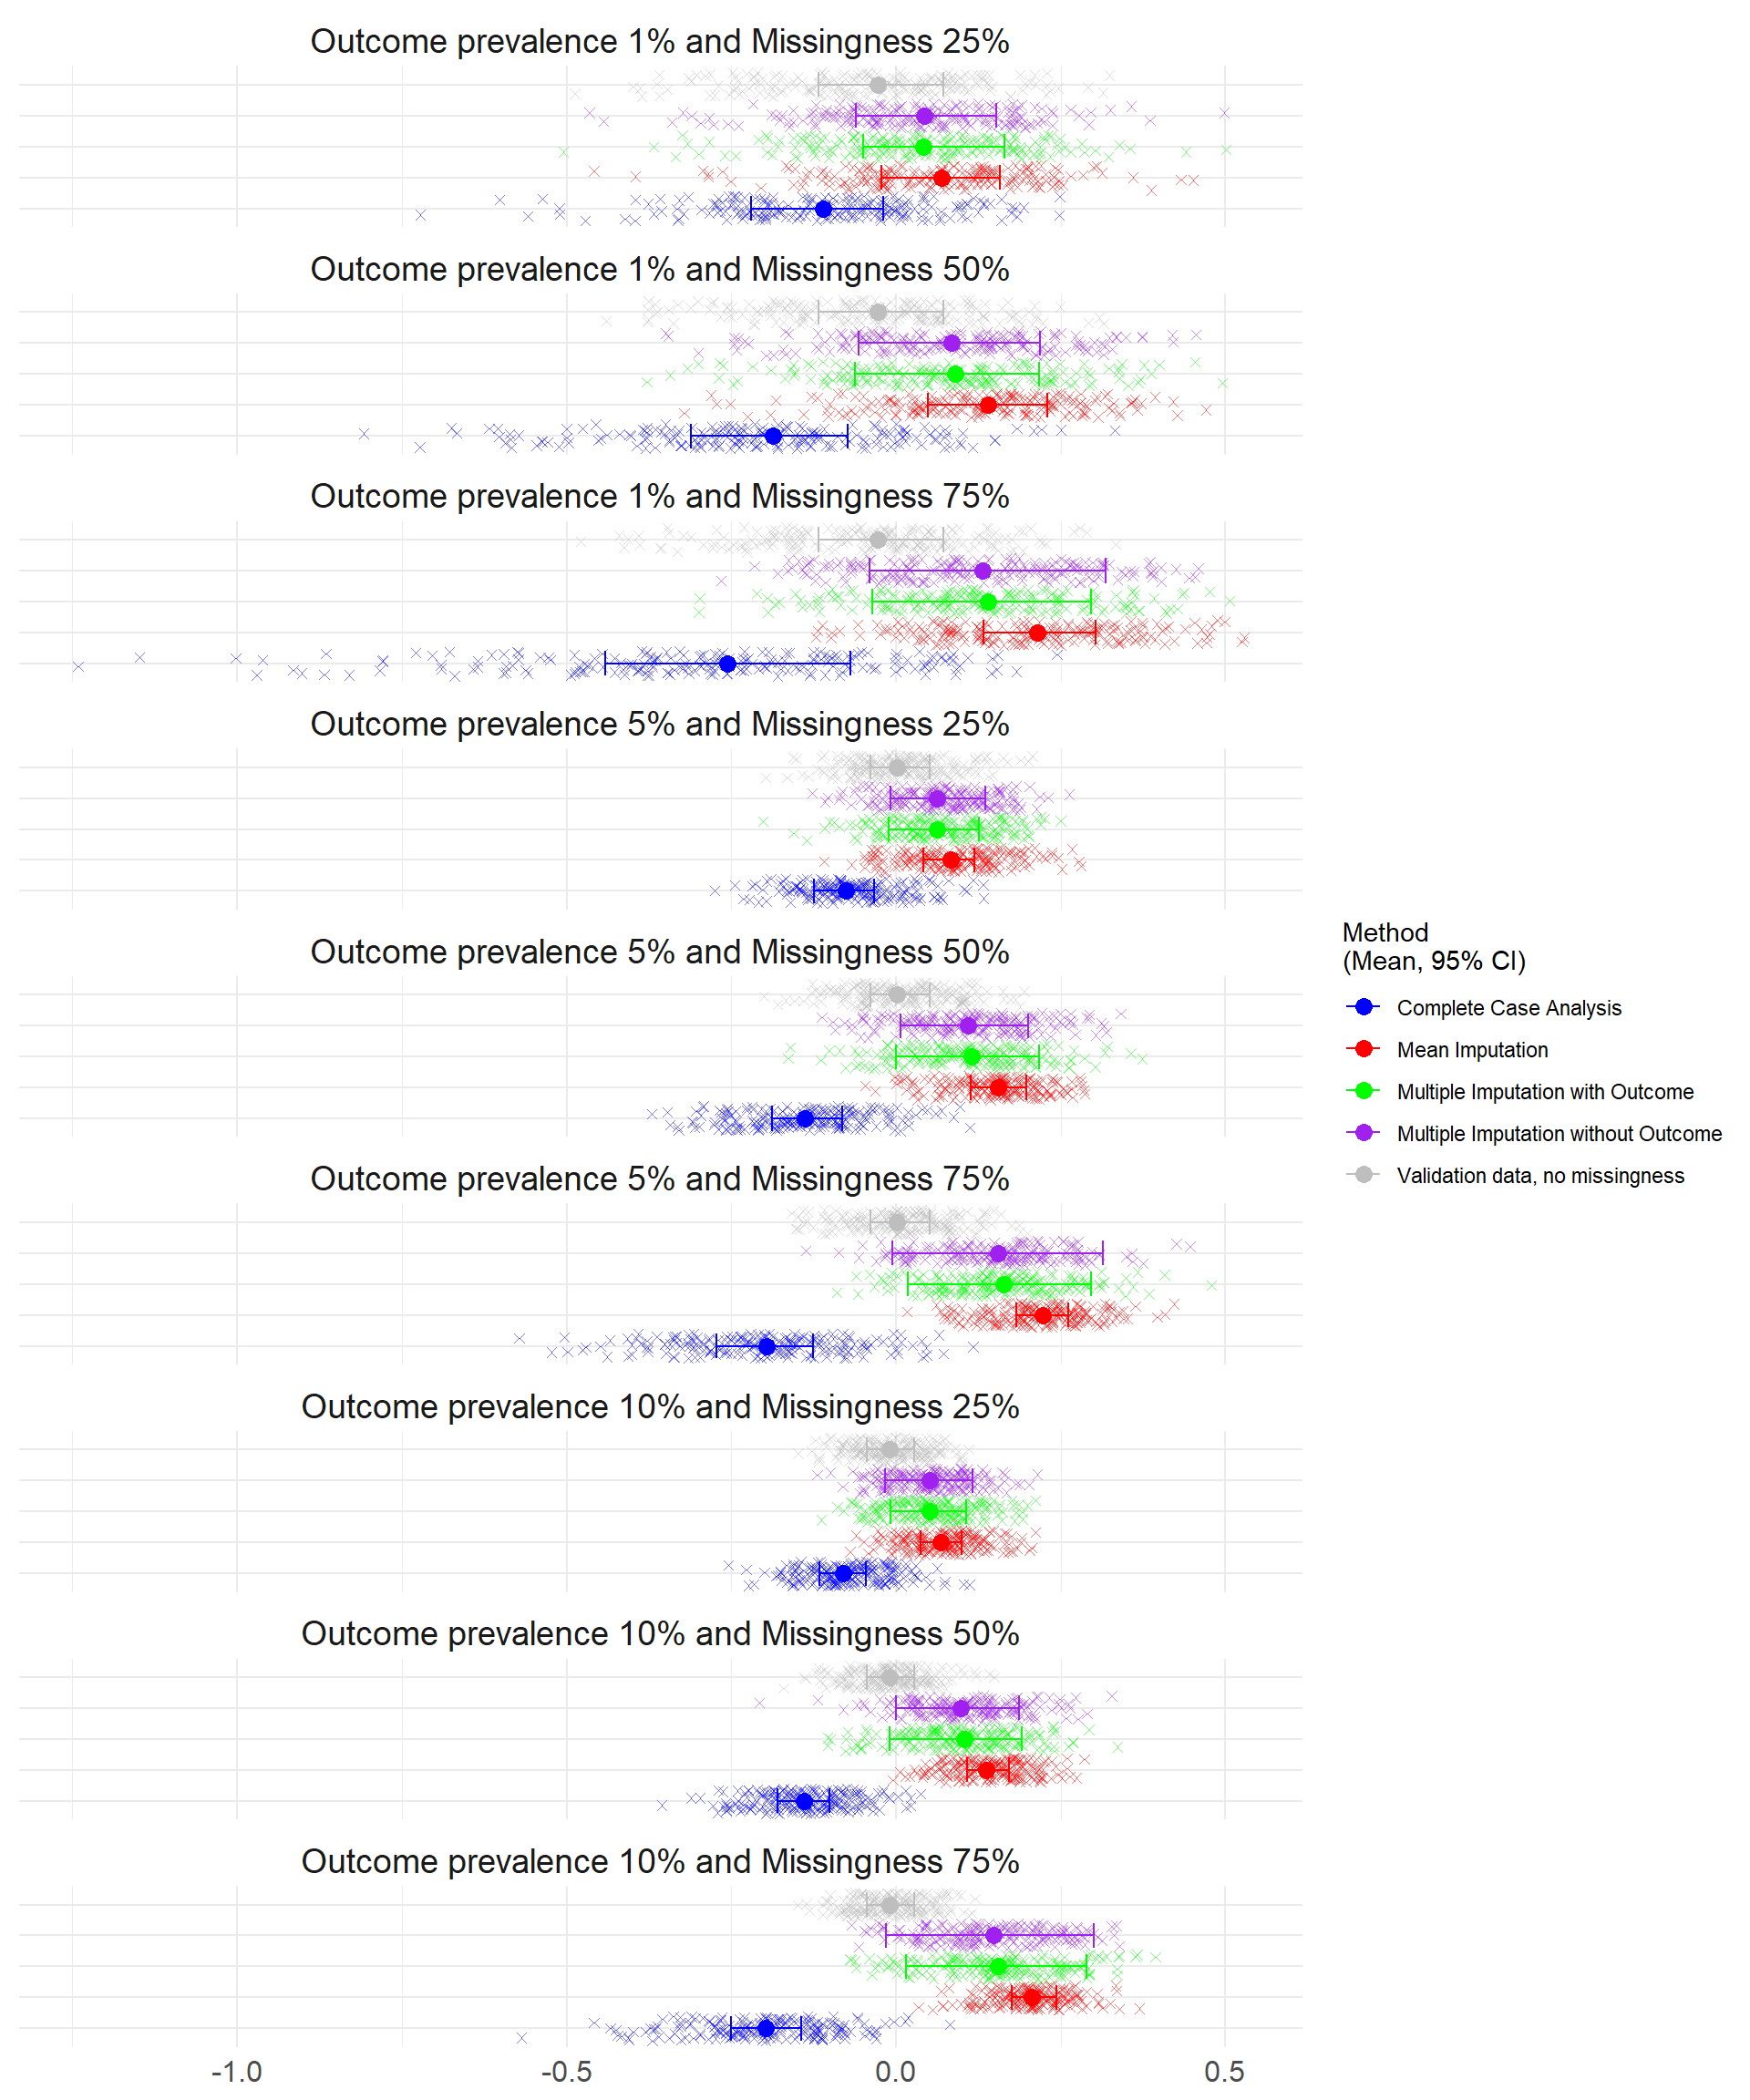 Outcome prevalence 1% and Missingness 25%
Outcome prevalence 1% and Missingness 50%
Outcome prevalence 1% and Missingness 75%
Outcome prevalence 5% and Missingness 25%
Outcome prevalence 5% and Missingness 50%
Outcome prevalence 5% and Missingness 75%
Outcome prevalence 10% and Missingness 25%
Outcome prevalence 10% and Missingness 50%
Outcome prevalence 10% and Missingness 75%
-1.0
-0.5
0.0
0.5
Method
(Mean, 95% CI)
Complete Case Analysis
Mean Imputation
Multiple Imputation with Outcome
Multiple Imputation without Outcome
Validation data, no missingness